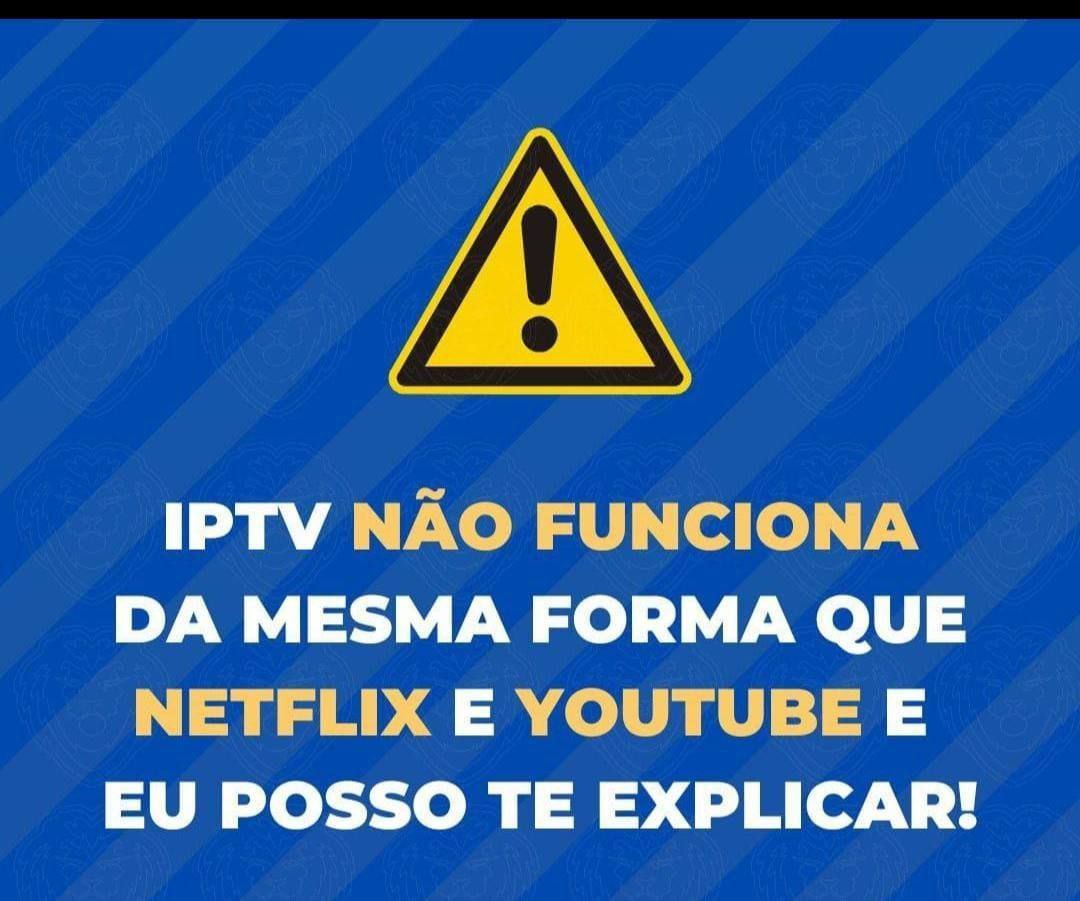 IPTV NÃO FUNCIONA
DA MESMA FORMA QUE
NETFLIX E YOUTUBE E
EU POSSO TE EXPLICAR!